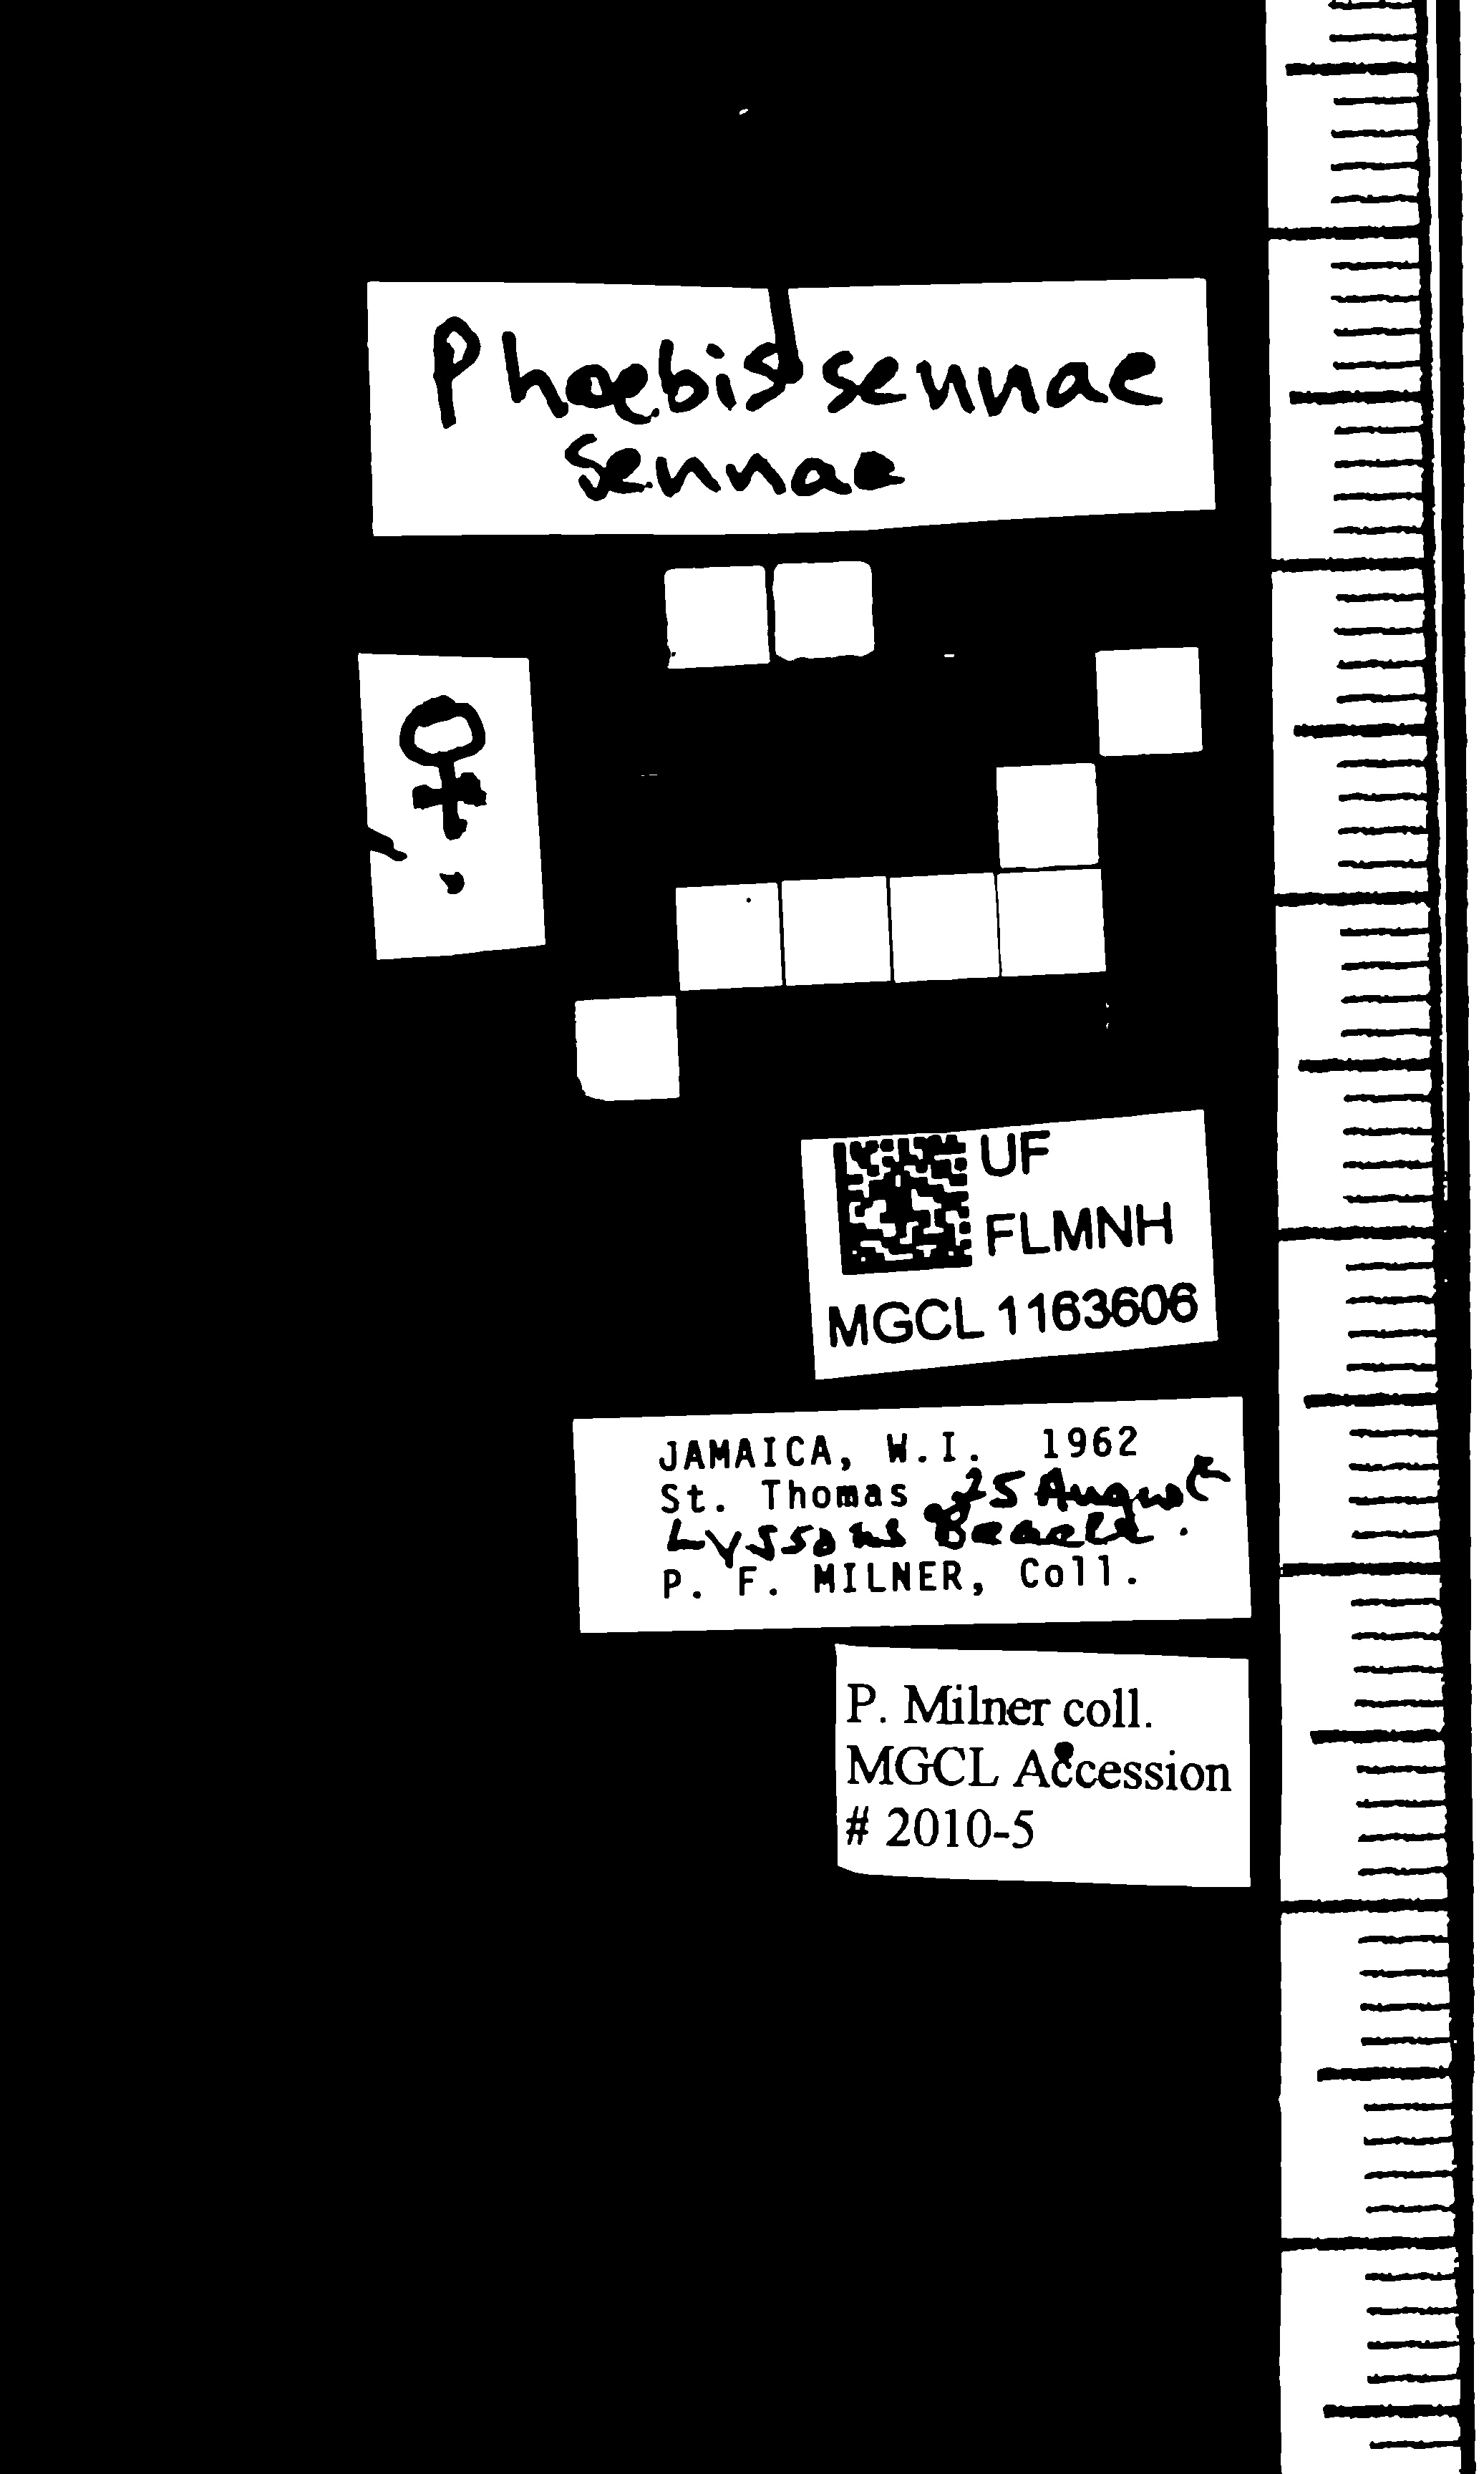 Phoebis sennae
sennae
♀
UF
FLMNH
MGCL 1163606
JAMAICA, W.I. 1962
St. Thomas 25 August
Lyssons Beach.
P. F. MILNER, Coll.
P. Milner coll.
MGCL Accession
# 2010-5